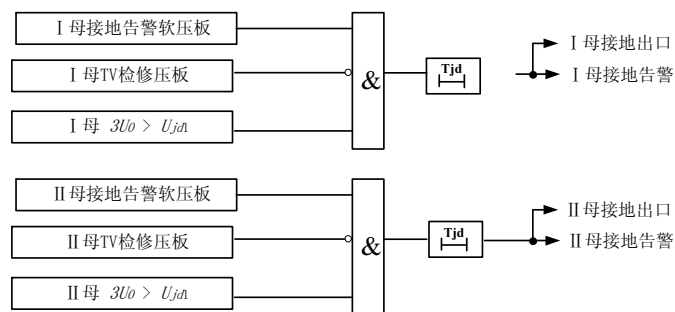 I母接地告警软压板
I母TV检修压板
I母 3U0 > Ujd1
&
Tjd
I母接地出口
I母接地告警
II母接地告警软压板
II母TV检修压板
II母 3U0 > Ujd1
&
Tjd
II母接地出口
II母接地告警